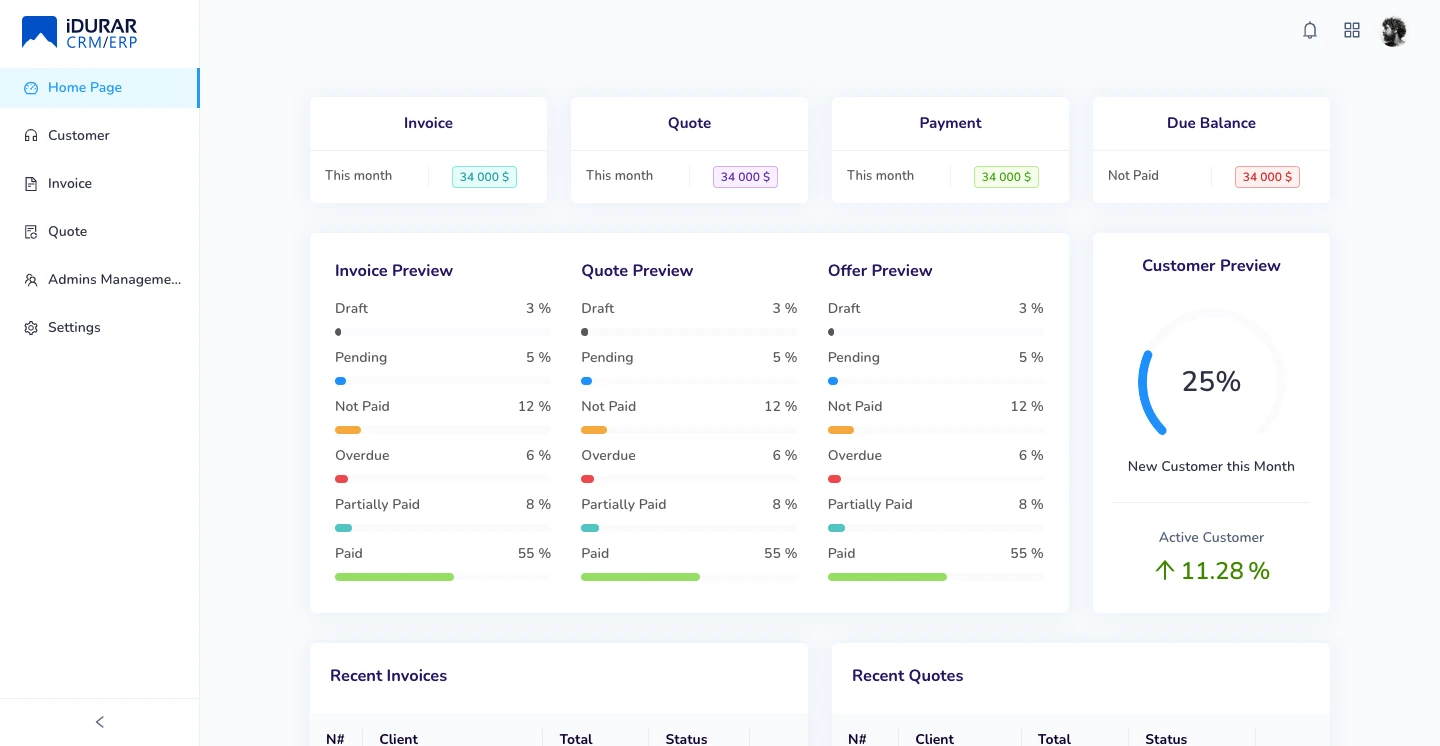 iDURAR
CRM/ERP
Home Page
Customer
Invoice
Quote
Admins Manageme...
Settings
Invoice
This month
34 000 $
Quote
This month
34 000 $
Payment
This month
34 000 $
Due Balance
Not Paid
34 000 $
Invoice Preview
Draft 3 %
Pending 5 %
Not Paid 12 %
Overdue 6 %
Partially Paid 8 %
Paid 55 %
Quote Preview
Draft 3 %
Pending 5 %
Not Paid 12 %
Overdue 6 %
Partially Paid 8 %
Paid 55 %
Offer Preview
Draft 3 %
Pending 5 %
Not Paid 12 %
Overdue 6 %
Partially Paid 8 %
Paid 55 %
Customer Preview
25%
New Customer this Month
Active Customer
11.28 %
Recent Invoices
N# Client Total Status
Recent Quotes
N# Client Total Status